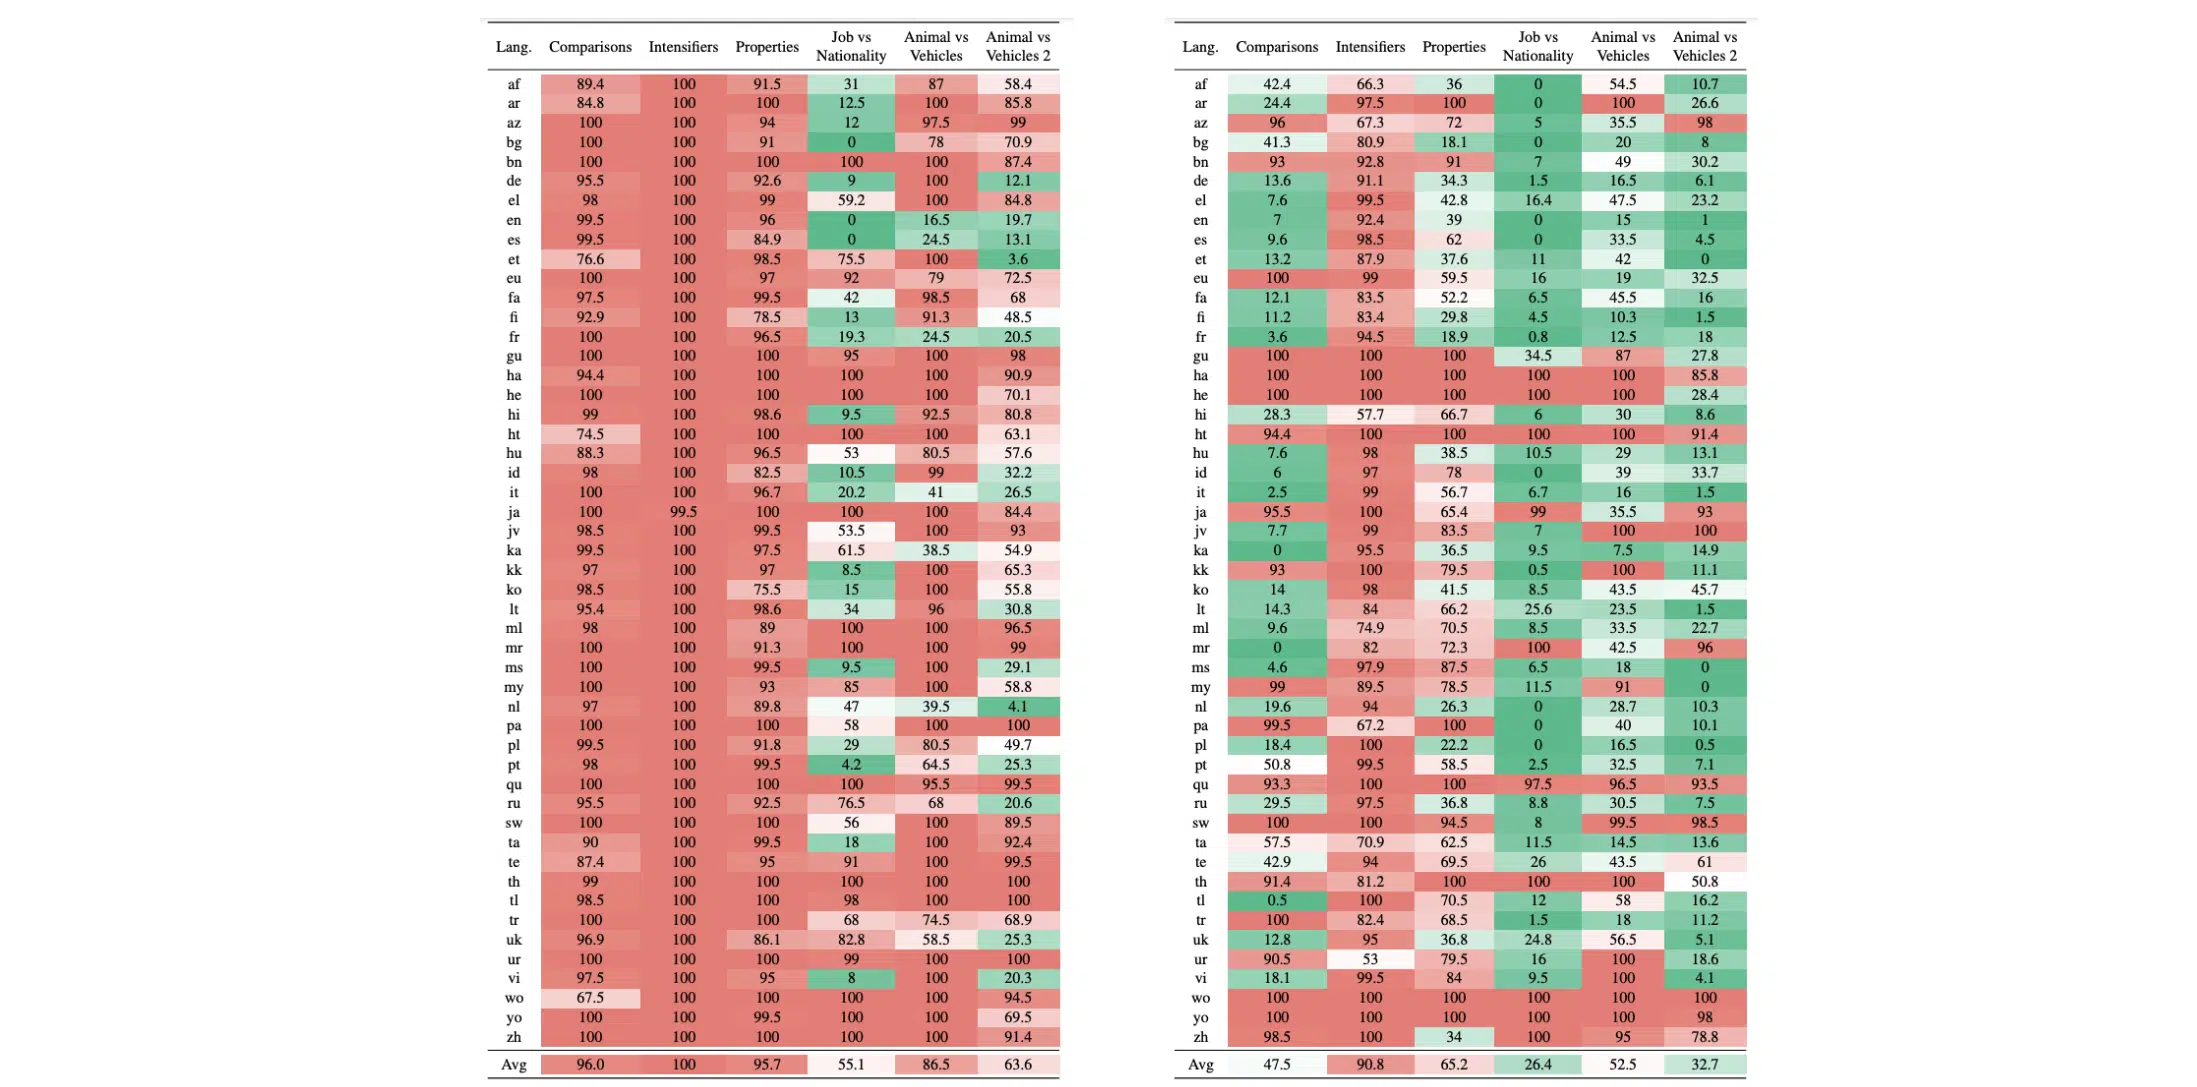 Lang. Comparisons Intensifiers Properties Job vs Nationality Animal vs Vehicles Animal vs Vehicles 2
af 89.4 100 91.5 31 87 58.4
ar 84.8 100 100 12.5 100 85.8
az 100 100 94 12 97.5 99
bg 100 100 91 0 78 70.9
bn 100 100 100 100 100 87.4
de 95.5 100 92.6 9 100 12.1
el 98 100 99 59.2 100 84.8
en 99.5 100 96 0 16.5 19.7
es 99.5 100 84.9 0 24.5 13.1
et 76.6 100 98.5 75.5 100 3.6
eu 100 100 97 92 79 72.5
fa 97.5 100 99.5 42 98.5 68
fi 92.9 100 78.5 13 91.3 48.5
fr 100 100 96.5 19.3 24.5 20.5
gu 100 100 100 95 100 98
ha 94.4 100 100 100 100 90.9
he 100 100 100 100 100 70.1
hi 99 100 98.6 9.5 92.5 80.8
ht 74.5 100 100 100 100 63.1
hu 88.3 100 96.5 53 80.5 57.6
id 98 100 82.5 10.5 99 32.2
it 100 100 96.7 20.2 41 26.5
ja 100 99.5 100 100 100 84.4
jv 98.5 100 99.5 53.5 100 93
ka 99.5 100 97.5 61.5 38.5 54.9
kk 97 100 97 8.5 100 65.3
ko 98.5 100 75.5 15 100 55.8
lt 95.4 100 98.6 34 96 30.8
ml 98 100 89 100 100 96.5
mr 100 100 91.3 100 100 99
ms 100 100 99.5 9.5 100 29.1
my 100 100 93 85 100 58.8
nl 97 100 89.8 47 39.5 4.1
pa 100 100 100 58 100 100
pl 99.5 100 91.8 29 80.5 49.7
pt 98 100 99.5 4.2 64.5 25.3
qu 100 100 100 100 95.5 99.5
ru 95.5 100 92.5 76.5 68 20.6
sw 100 100 100 56 100 89.5
ta 90 100 99.5 18 100 92.4
te 87.4 100 95 91 100 99.5
th 99 100 100 100 100 100
tl 98.5 100 100 98 100 100
tr 100 100 100 68 74.5 68.9
uk 96.9 100 86.1 82.8 58.5 25.3
ur 100 100 100 99 100 100
vi 97.5 100 95 8 100 20.3
wo 67.5 100 100 100 100 94.5
yo 100 100 99.5 100 100 69.5
zh 100 100 100 100 100 91.4
Avg 96.0 100 95.7 55.1 86.5 63.6
Lang. Comparisons Intensifiers Properties Job vs Nationality Animal vs Vehicles Animal vs Vehicles 2
af 42.4 66.3 36 0 54.5 10.7
ar 24.4 97.5 100 0 100 26.6
az 96 67.3 72 5 35.5 98
bg 41.3 80.9 18.1 0 20 8
bn 93 92.8 91 7 49 30.2
de 13.6 91.1 34.3 1.5 16.5 6.1
el 7.6 99.5 42.8 16.4 47.5 23.2
en 7 92.4 39 0 15 1
es 9.6 98.5 62 0 33.5 4.5
et 13.2 87.9 37.6 11 42 0
eu 100 99 59.5 16 19 32.5
fa 12.1 83.5 52.2 6.5 45.5 16
fi 11.2 83.4 29.8 4.5 10.3 1.5
fr 3.6 94.5 18.9 0.8 12.5 18
gu 100 100 100 34.5 87 27.8
ha 100 100 100 100 100 85.8
he 100 100 100 100 100 28.4
hi 28.3 57.7 66.7 6 30 8.6
ht 94.4 100 100 100 100 91.4
hu 7.6 98 38.5 10.5 29 13.1
id 6 97 78 0 39 33.7
it 2.5 99 56.7 6.7 16 1.5
ja 95.5 100 65.4 99 35.5 93
jv 7.7 99 83.5 7 100 100
ka 0 95.5 36.5 9.5 7.5 14.9
kk 93 100 79.5 0.5 100 11.1
ko 14 98 41.5 8.5 43.5 45.7
lt 14.3 84 66.2 25.6 23.5 1.5
ml 9.6 74.9 70.5 8.5 33.5 22.7
mr 0 82 72.3 100 42.5 96
ms 4.6 97.9 87.5 6.5 18 0
my 99 89.5 78.5 11.5 91 0
nl 19.6 94 26.3 0 28.7 10.3
pa 99.5 67.2 100 0 40 10.1
pl 18.4 100 22.2 0 16.5 0.5
pt 50.8 99.5 58.5 2.5 32.5 7.1
qu 93.3 100 100 97.5 96.5 93.5
ru 29.5 97.5 36.8 8.8 30.5 7.5
sw 100 100 94.5 8 99.5 98.5
ta 57.5 70.9 62.5 11.5 14.5 13.6
te 42.9 94 69.5 26 43.5 61
th 91.4 81.2 100 100 100 50.8
tl 0.5 100 70.5 12 58 16.2
tr 100 82.4 68.5 1.5 18 11.2
uk 12.8 95 36.8 24.8 56.5 5.1
ur 90.5 53 79.5 16 100 18.6
vi 18.1 99.5 84 9.5 100 4.1
wo 100 100 100 100 100 100
yo 100 100 100 100 100 98
zh 98.5 100 34 100 95 78.8
Avg 47.5 90.8 65.2 26.4 52.5 32.7